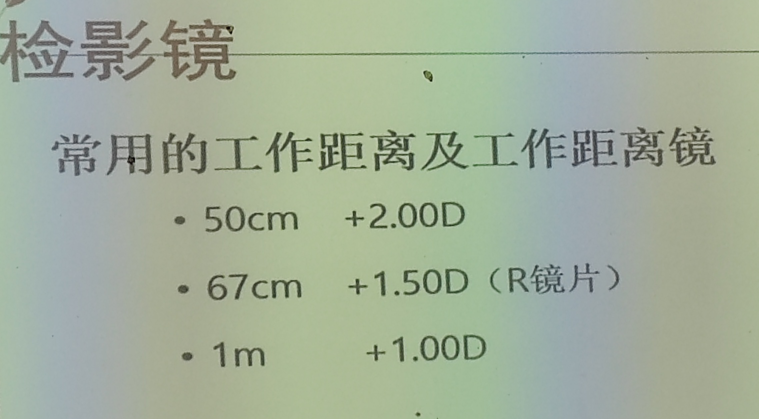 检影镜
常用的工作距离及工作距离镜
• 50cm +2.00D
• 67cm +1.50D（R镜片）
• 1m +1.00D